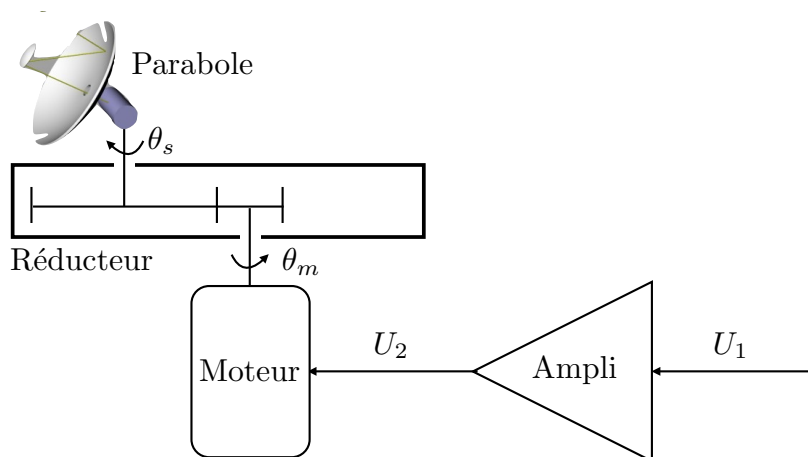 Parabole
θₛ
Réducteur
θₘ
Moteur
U₂
Ampli
U₁